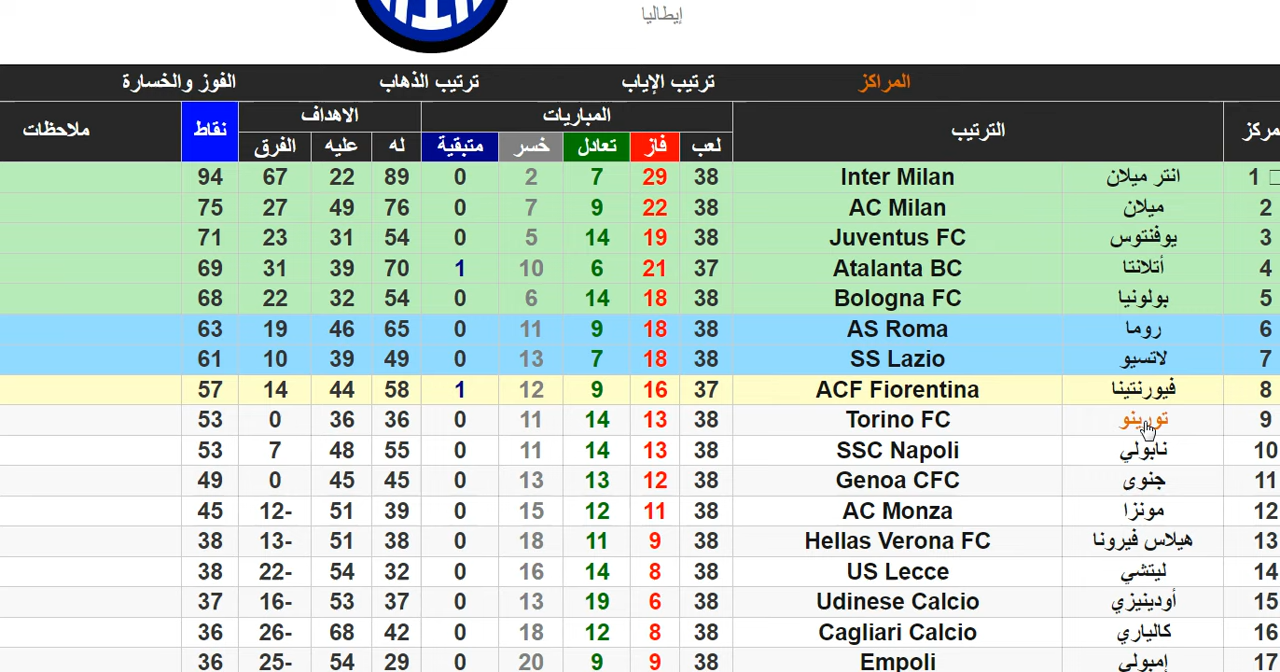 إيطاليا
المراكز ترتيب الإياب ترتيب الذهاب الفوز والخسارة
مركز الترتيب المباريات الاهداف نقاط ملاحظات
لعب فاز تعادل خسر متبقية له عليه الفرق
1 انتر ميلان Inter Milan 38 29 7 2 0 89 22 67 94
2 ميلان AC Milan 38 22 9 7 0 76 49 27 75
3 يوفنتوس Juventus FC 38 19 14 5 0 54 31 23 71
4 أتلانتا Atalanta BC 37 21 6 10 1 70 39 31 69
5 بولونيا Bologna FC 38 18 14 6 0 54 32 22 68
6 روما AS Roma 38 18 9 11 0 65 46 19 63
7 لاتسيو SS Lazio 38 18 7 13 0 49 39 10 61
8 فيورنتينا ACF Fiorentina 37 16 9 12 1 58 44 14 57
9 تورينو Torino FC 38 13 14 11 0 36 36 0 53
10 نابولي SSC Napoli 38 13 14 11 0 55 48 7 53
11 جنوى Genoa CFC 38 12 13 13 0 45 45 0 49
12 مونزا AC Monza 38 11 12 15 0 39 51 12- 45
13 هيلاس فيرونا Hellas Verona FC 38 9 11 18 0 38 51 13- 38
14 ليتشي US Lecce 38 8 14 16 0 32 54 22- 38
15 أودينيزي Udinese Calcio 38 6 19 13 0 37 53 16- 37
16 كالياري Cagliari Calcio 38 8 12 18 0 42 68 26- 36
17 إمبولي Empoli 38 9 9 20 0 29 54 25- 36